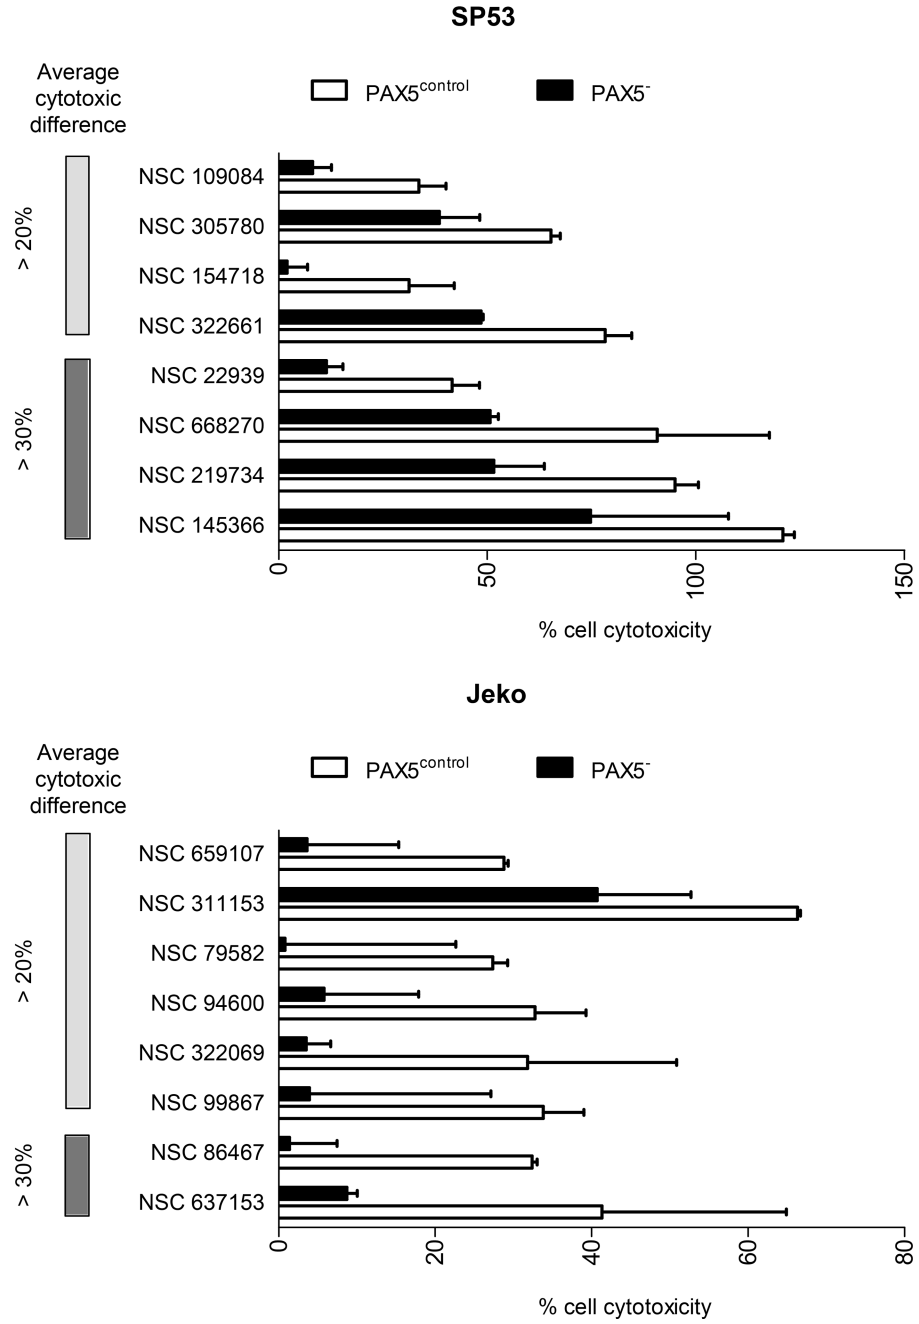 SP53
Average
cytotoxic
difference
PAX5control PAX5-
> 20%
> 30%
NSC 109084
NSC 305780
NSC 154718
NSC 322661
NSC 22939
NSC 668270
NSC 219734
NSC 145366
0 50 100 150
% cell cytotoxicity
Jeko
Average
cytotoxic
difference
PAX5control PAX5-
> 20%
> 30%
NSC 659107
NSC 311153
NSC 79582
NSC 94600
NSC 322069
NSC 99867
NSC 86467
NSC 637153
0 20 40 60 80
% cell cytotoxicity